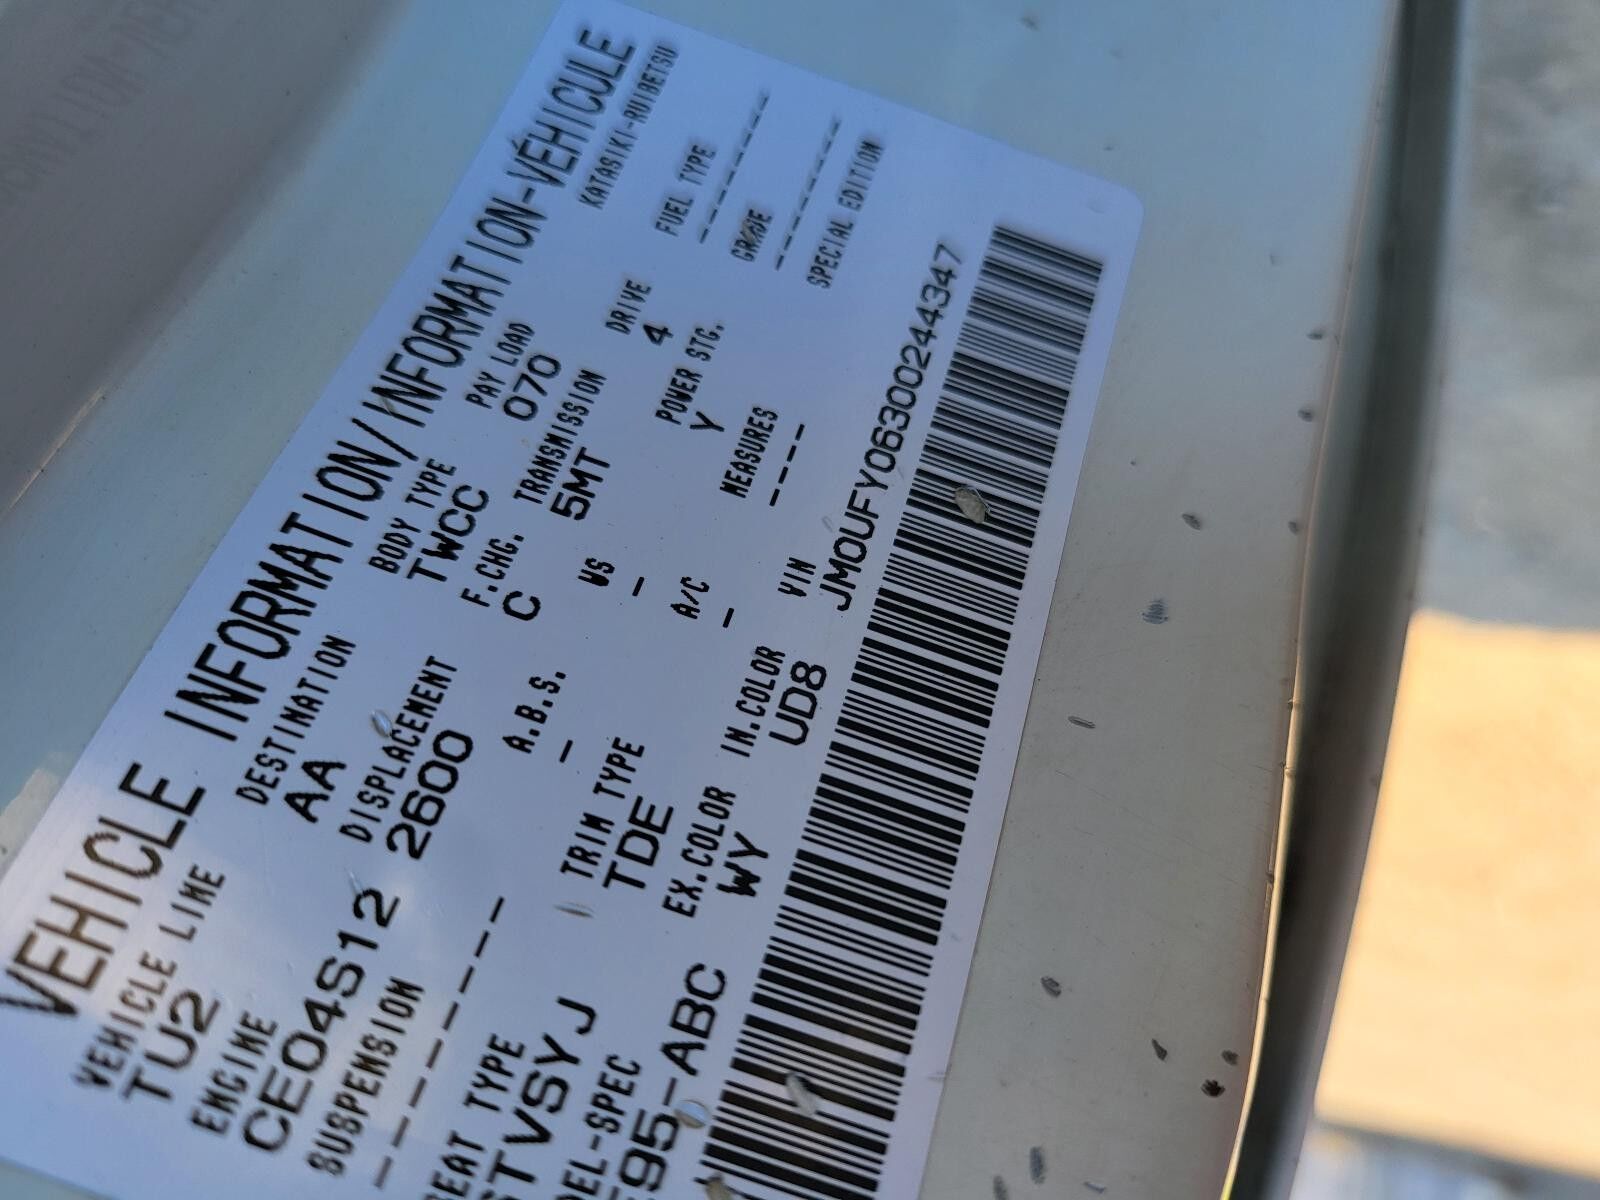 VEHICLE INFORMATION/INFORMATION-VÉHICULE
VEHICLE LINE DESTINATION BODY TYPE PAY LOAD KATASIKI-RUIBETSU
TU2 AA TWCC 070
ENGINE DISPLACEMENT F.CHG. TRANSMISSION DRIVE FUEL TYPE
CE04S12 2600 C 5MT 4 ------
SUSPENSION A.B.S. WS POWER STG. GRADE
------------ - - Y ------
SEAT TYPE TRIM TYPE A/C MEASURES SPECIAL EDITION
STVSYJ TDE - ----
EX.COLOR IN.COLOR VIN
95-ABC WY UD8 JM0UFY06300244347